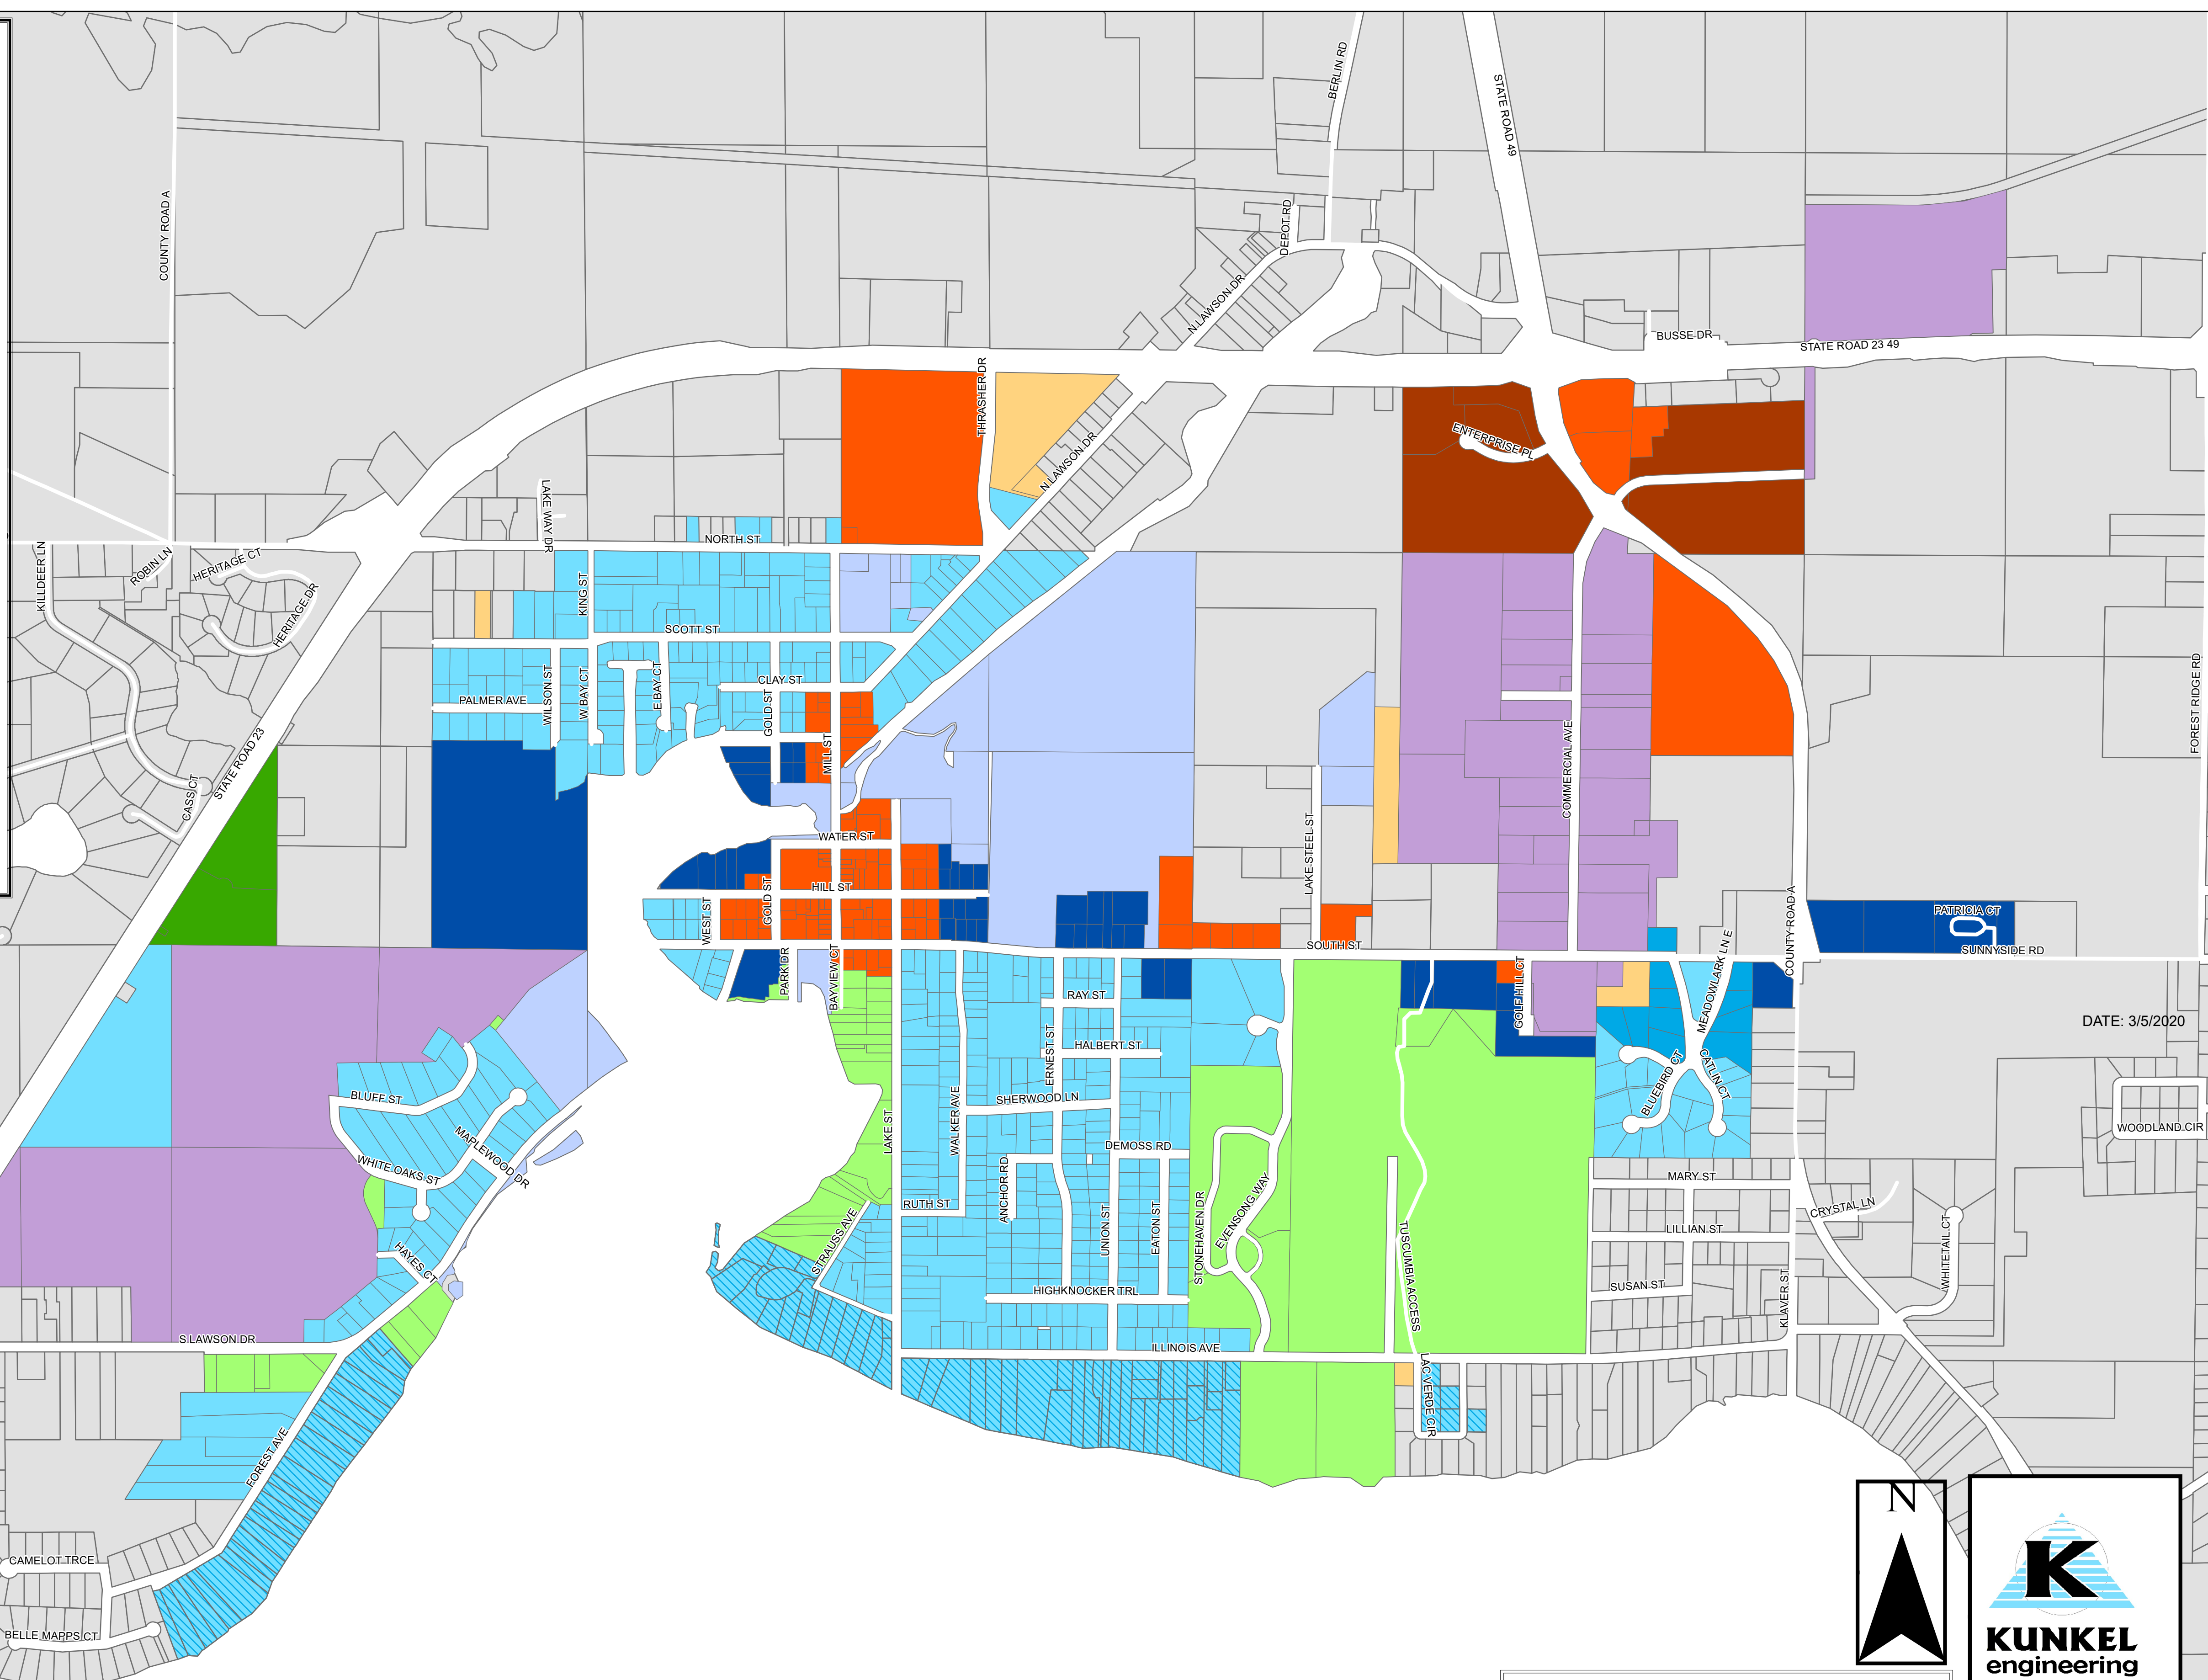 BERLIN RD
STATE ROAD 49
COUNTY ROAD A
DEPOT RD
N LAWSON DR
BUSSE DR
STATE ROAD 23 49
THRASHER DR
ENTERPRISE PL
N LAWSON DR
LAKE WAY DR
NORTH ST
KILLDEER LN
ROBIN LN
HERITAGE CT
HERITAGE DR
KING ST
SCOTT ST
CLAY ST
PALMER AVE
WILSON ST
W BAY CT
E BAY CT
GOLD ST
MILL ST
FOREST RIDGE RD
STATE ROAD 23
CASS CT
COMMERCIAL AVE
WATER ST
LAKE STEEL ST
HILL ST
GOLD ST
WEST ST
COUNTY ROAD A
PATRICIA CT
SOUTH ST
SUNNYSIDE RD
PARK DR
BAYVIEW CT
RAY ST
GOLF HILL CT
MEADOWLARK LN E
DATE: 3/5/2020
HALBERT ST
ERNEST ST
BLUEBIRD CT
CATLIN CT
BLUFF ST
SHERWOOD LN
WALKER AVE
LAKE ST
WOODLAND CIR
MAPLEWOOD DR
DEMOSS RD
WHITE OAKS ST
MARY ST
ANCHOR RD
RUTH ST
CRYSTAL LN
STONEHAVEN DR
EVENSONG WAY
UNION ST
EATON ST
LILLIAN ST
STRAUSS AVE
TUSCUMBIA ACCESS
WHITETAIL CT
HAYES CT
HIGHKNOCKER TRL
SUSAN ST
KLAVER ST
S LAWSON DR
ILLINOIS AVE
LAC VERDE CIR
FOREST AVE
CAMELOT TRCE
BELLE MAPPS CT
N
K
KUNKEL
engineering